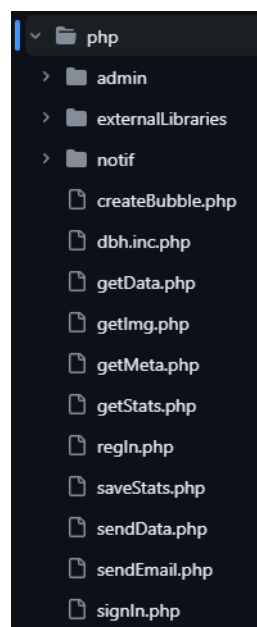 php
admin
externalLibraries
notif
createBubble.php
dbh.inc.php
getData.php
getImg.php
getMeta.php
getStats.php
regIn.php
saveStats.php
sendData.php
sendEmail.php
signIn.php